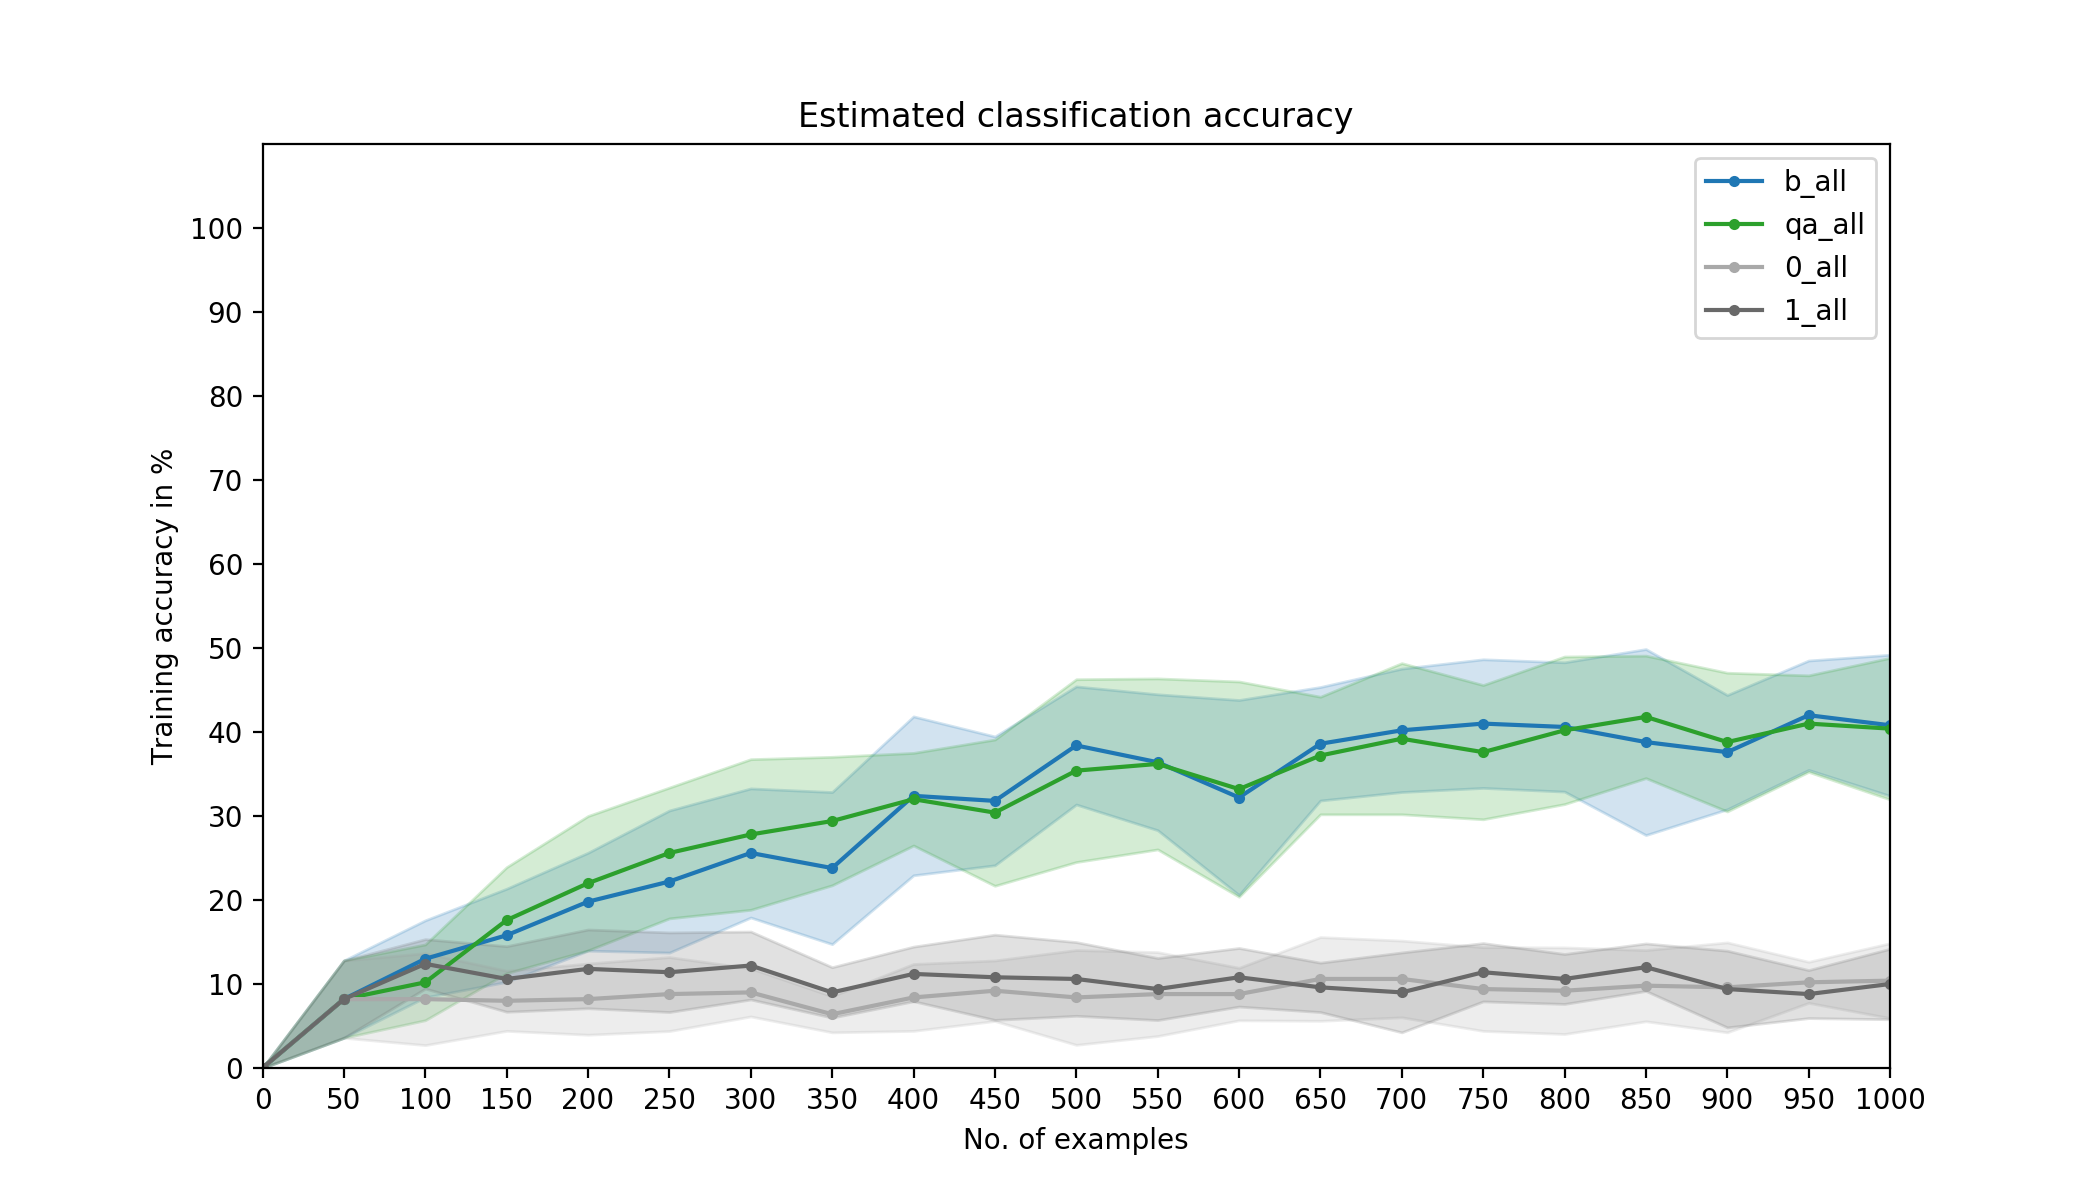 Estimated classification accuracy
b_all
qa_all
0_all
1_all
100
90
80
70
60
50
40
30
20
10
0
Training accuracy in %
0 50 100 150 200 250 300 350 400 450 500 550 600 650 700 750 800 850 900 950 1000
No. of examples